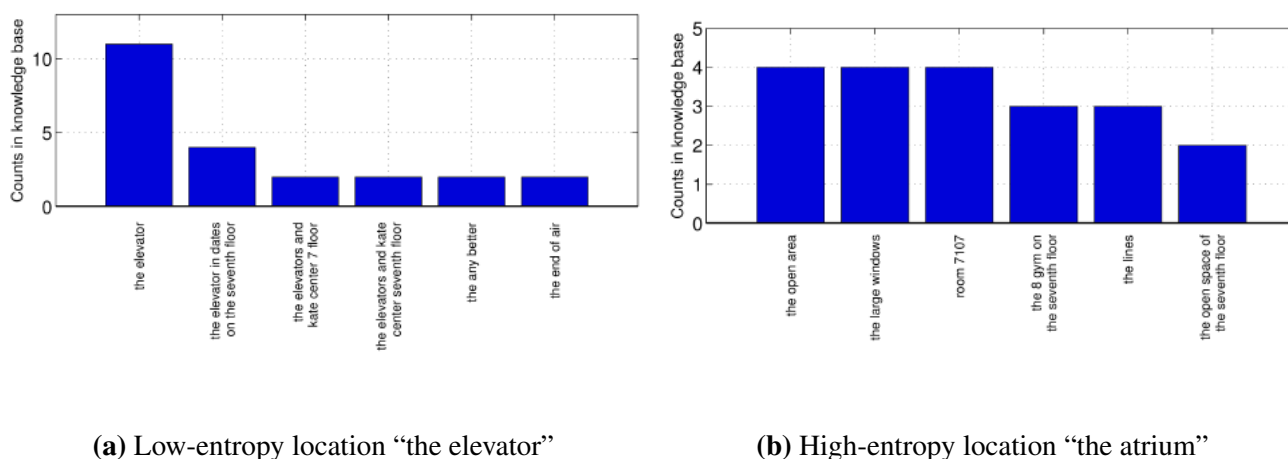 Counts in knowledge base
10
5
0
the elevator
the elevator in dates
on the seventh floor
the elevators and
kate center 7 floor
the elevators and kate
center seventh floor
the any better
the end of air
(a) Low-entropy location “the elevator”
Counts in knowledge base
5
4
3
2
1
0
the open area
the large windows
room 7107
the 8 gym on
the seventh floor
the lines
the open space of
the seventh floor
(b) High-entropy location “the atrium”